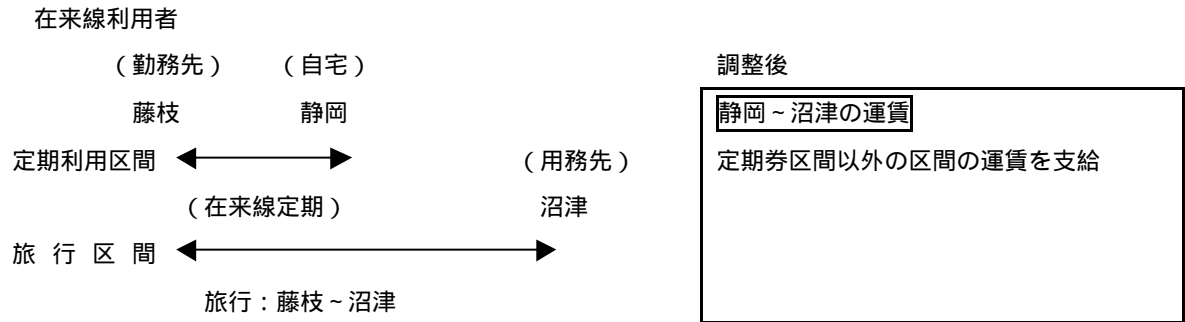 在来線利用者
(勤務先) (自宅) 調整後
藤枝 静岡 静岡~沼津の運賃
定期利用区間 (用務先) 定期券区間以外の区間の運賃を支給
(在来線定期) 沼津
旅行区間
旅行:藤枝~沼津